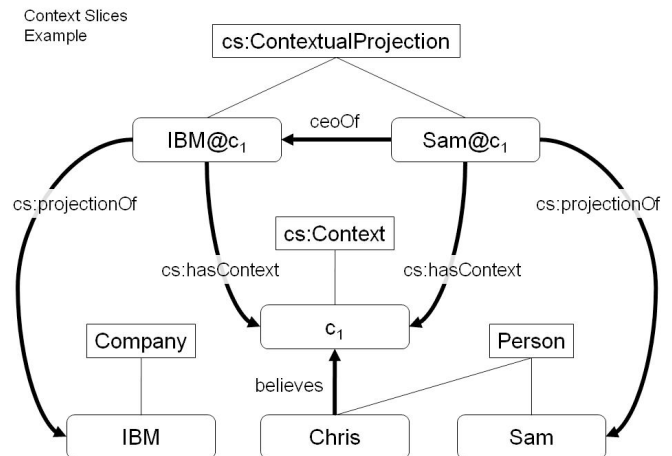 Context Slices
Example
cs:ContextualProjection
ceoOf
IBM@c₁
Sam@c₁
cs:projectionOf
cs:projectionOf
cs:Context
cs:hasContext
cs:hasContext
c₁
Company
Person
believes
IBM
Chris
Sam